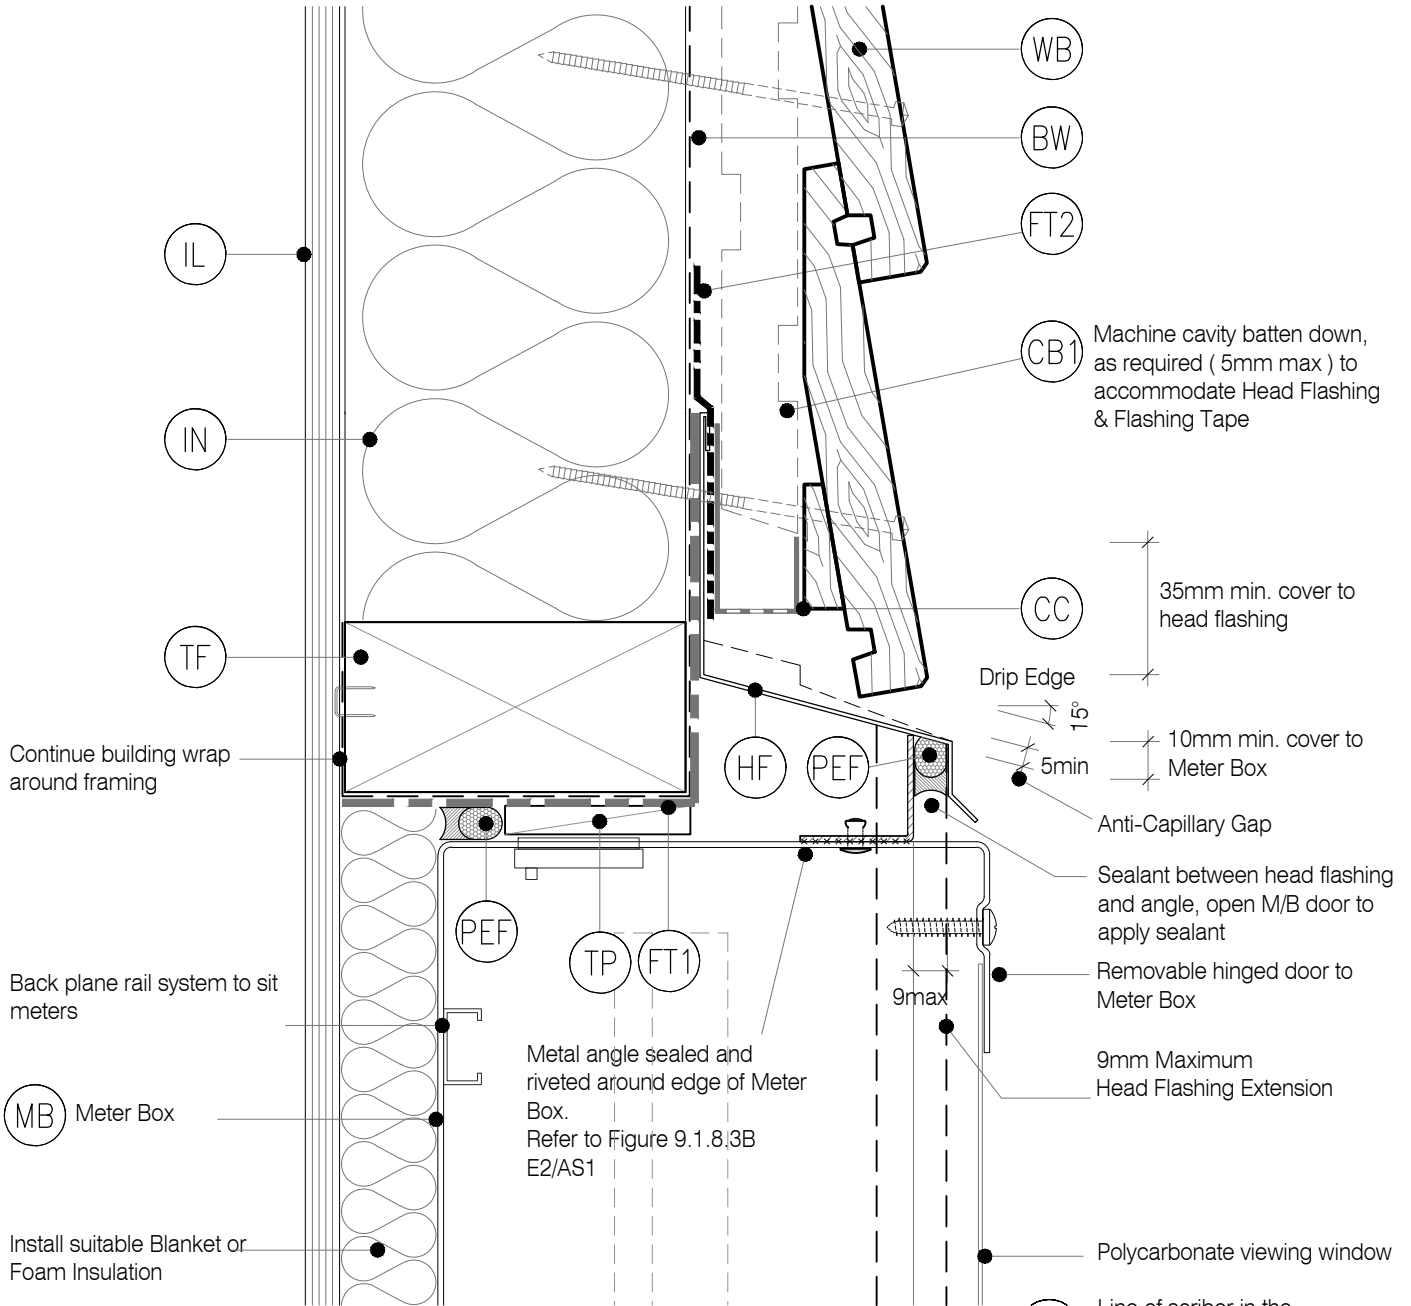 WB
BW
FT2
IL
CB1
Machine cavity batten down,
as required ( 5mm max ) to
accommodate Head Flashing
& Flashing Tape
IN
35mm min. cover to
head flashing
CC
TF
Drip Edge
15°
Continue building wrap
around framing
HF
PEF
5min
10mm min. cover to
Meter Box
Anti-Capillary Gap
Sealant between head flashing
and angle, open M/B door to
apply sealant
PEF
TP
FT1
Back plane rail system to sit
meters
9max
Removable hinged door to
Meter Box
Metal angle sealed and
riveted around edge of Meter
Box.
Refer to Figure 9.1.8.3B
E2/AS1
9mm Maximum
Head Flashing Extension
MB
Meter Box
Install suitable Blanket or
Foam Insulation
Polycarbonate viewing window
Line of scriber in the